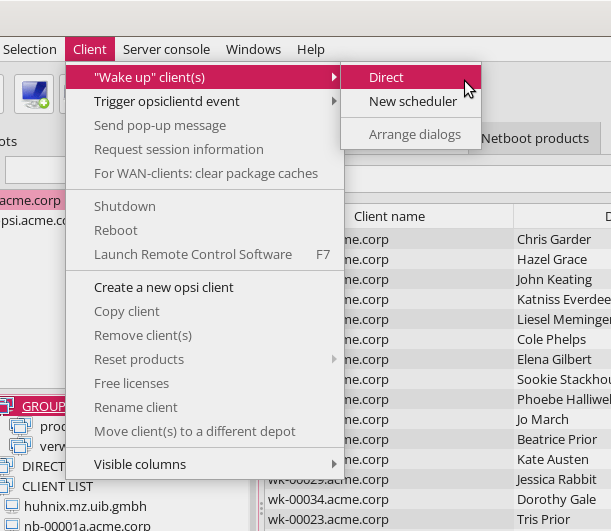 Selection Client Server console Windows Help
"Wake up" client(s)
Trigger opsiclientd event
Send pop-up message
Request session information
For WAN-clients: clear package caches
Shutdown
Reboot
Launch Remote Control Software F7
Create a new opsi client
Copy client
Remove client(s)
Reset products
Free licenses
Rename client
Move client(s) to a different depot
Visible columns
Direct
New scheduler
Arrange dialogs
Netboot products
ots
acme.corp
psi.acme.co
Client name D
me.corp Chris Garder
me.corp Hazel Grace
me.corp John Keating
me.corp Katniss Everdee
me.corp Liesel Meminger
me.corp Cole Phelps
me.corp Elena Gilbert
me.corp Sookie Stackhou
me.corp Phoebe Halliwel
me.corp Jo March
me.corp Beatrice Prior
me.corp Kate Austen
wk-00029.acme.corp Jessica Rabbit
wk-00034.acme.corp Dorothy Gale
wk-00023.acme.corp Tris Prior
GROUP
prod
verw
DIRECT
CLIENT LIST
huhnix.mz.uib.gmbh
nb-00001a.acme.corp